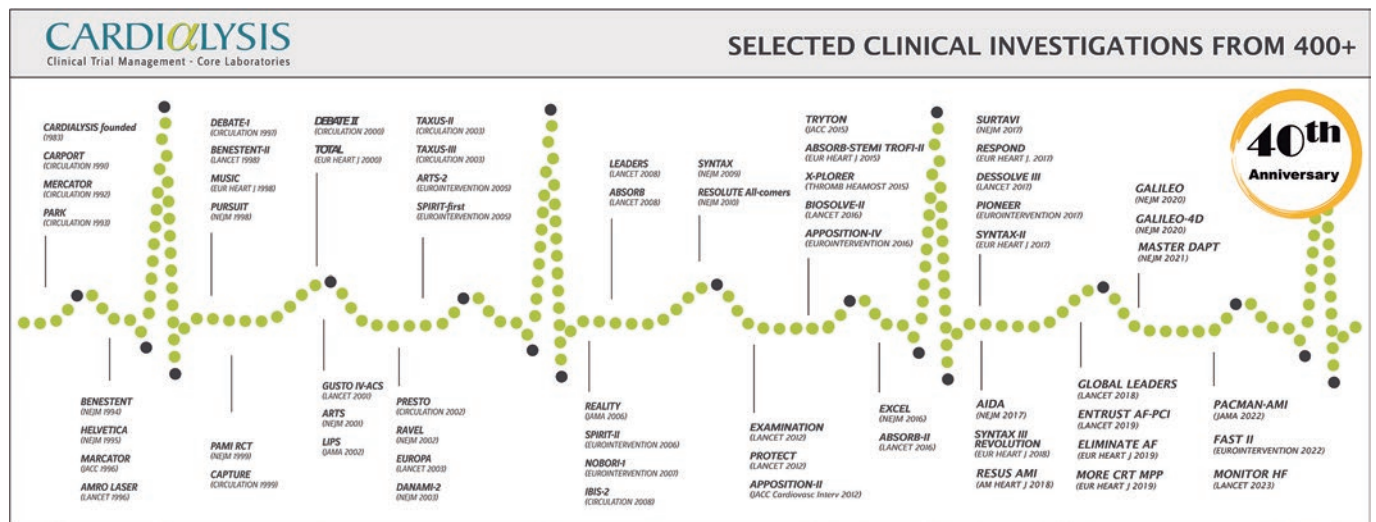 CARDIαLYSIS
Clinical Trial Management - Core Laboratories
SELECTED CLINICAL INVESTIGATIONS FROM 400+
40th
Anniversary
CARDIALYSIS founded
(1983)
CARPORT
(CIRCULATION 1991)
MERCATOR
(CIRCULATION 1992)
PARK
(CIRCULATION 1993)
DEBATE-I
(CIRCULATION 1997)
BENESTENT-II
(LANCET 1998)
MUSIC
(EUR HEART J 1998)
PURSUIT
(NEJM 1998)
DEBATE II
(CIRCULATION 2000)
TOTAL
(EUR HEART J 2000)
TAXUS-II
(CIRCULATION 2003)
TAXUS-III
(CIRCULATION 2003)
ARTS-2
(EUROINTERVENTION 2005)
SPIRIT-first
(EUROINTERVENTION 2005)
LEADERS
(LANCET 2008)
ABSORB
(LANCET 2008)
SYNTAX
(NEJM 2009)
RESOLUTE All-comers
(NEJM 2010)
TRYTON
(JACC 2015)
ABSORB-STEMI TROFI-II
(EUR HEART J 2015)
X-PLORER
(THROMB HEAMOST 2015)
BIOSOLVE-II
(LANCET 2016)
APPOSITION-IV
(EUROINTERVENTION 2016)
SURTAVI
(NEJM 2017)
RESPOND
(EUR HEART J. 2017)
DESSOLVE III
(LANCET 2017)
PIONEER
(EUROINTERVENTION 2017)
SYNTAX-II
(EUR HEART J 2017)
GALILEO
(NEJM 2020)
GALILEO-4D
(NEJM 2020)
MASTER DAPT
(NEJM 2021)
BENESTENT
(NEJM 1994)
HELVETICA
(NEJM 1995)
MARCATOR
(JACC 1996)
AMRO LASER
(LANCET 1996)
PAMI RCT
(NEJM 1999)
CAPTURE
(CIRCULATION 1999)
GUSTO IV-ACS
(LANCET 2001)
ARTS
(NEJM 2001)
LIPS
(JAMA 2002)
PRESTO
(CIRCULATION 2002)
RAVEL
(NEJM 2002)
EUROPA
(LANCET 2003)
DANAMI-2
(NEJM 2003)
REALITY
(JAMA 2006)
SPIRIT-II
(EUROINTERVENTION 2006)
NOBORI-1
(EUROINTERVENTION 2007)
IBIS-2
(CIRCULATION 2008)
EXAMINATION
(LANCET 2012)
PROTECT
(LANCET 2012)
APPOSITION-II
(JACC Cardiovasc Interv 2012)
EXCEL
(NEJM 2016)
ABSORB-II
(LANCET 2016)
AIDA
(NEJM 2017)
SYNTAX III
REVOLUTION
(EUR HEART J 2018)
RESUS AMI
(AM HEART J 2018)
GLOBAL LEADERS
(LANCET 2018)
ENTRUST AF-PCI
(LANCET 2019)
ELIMINATE AF
(EUR HEART J 2019)
MORE CRT MPP
(EUR HEART J 2019)
PACMAN-AMI
(JAMA 2022)
FAST II
(EUROINTERVENTION 2022)
MONITOR HF
(LANCET 2023)